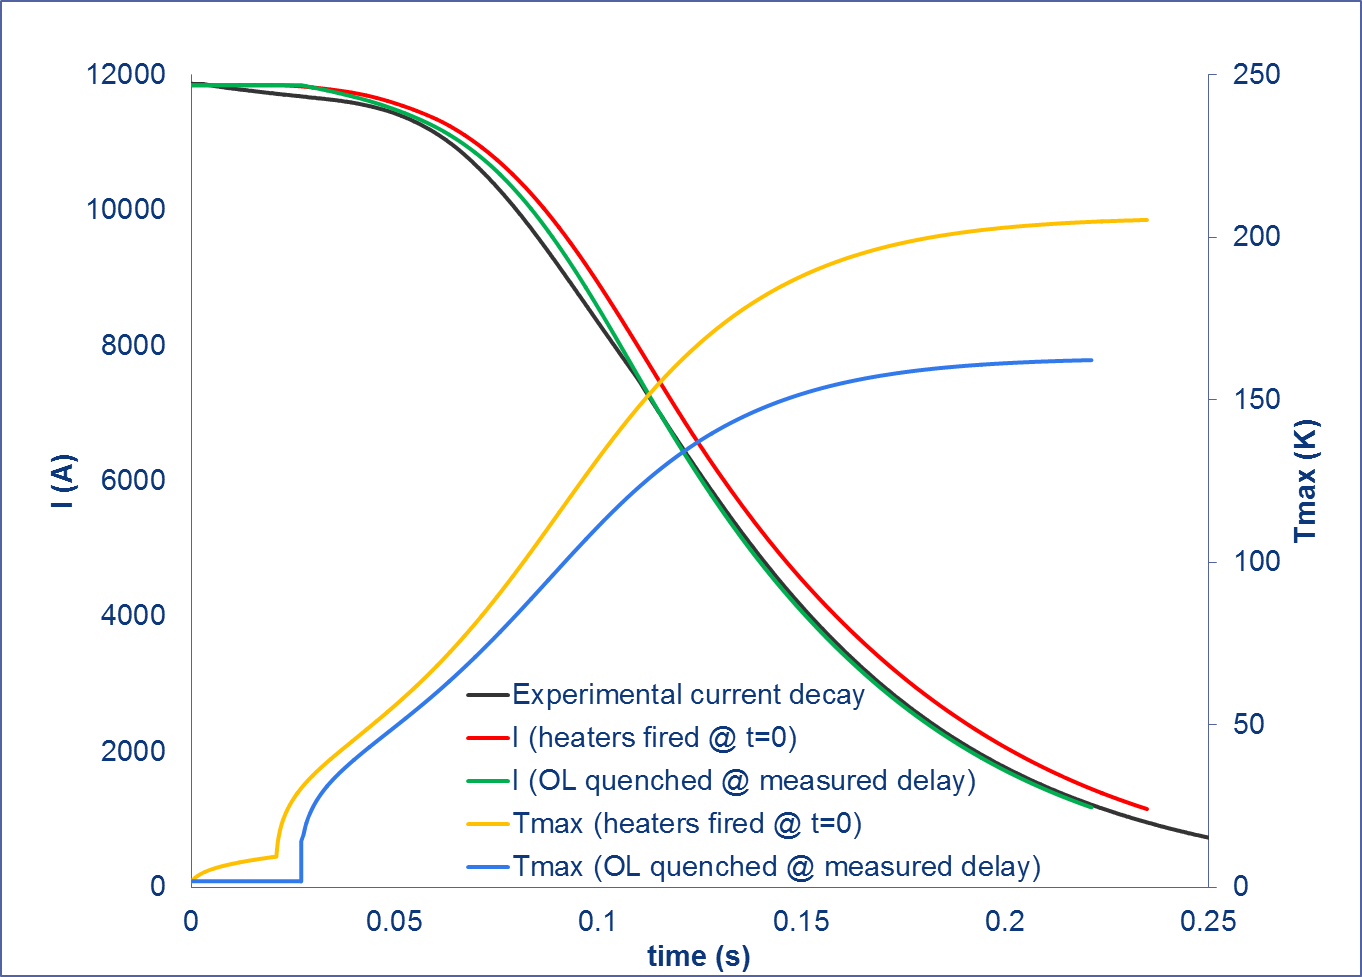 12000
10000
8000
6000
4000
2000
0
I (A)
250
200
150
100
50
0
Tmax (K)
Experimental current decay
I (heaters fired @ t=0)
I (OL quenched @ measured delay)
Tmax (heaters fired @ t=0)
Tmax (OL quenched @ measured delay)
0
0.05
0.1
0.15
0.2
0.25
time (s)